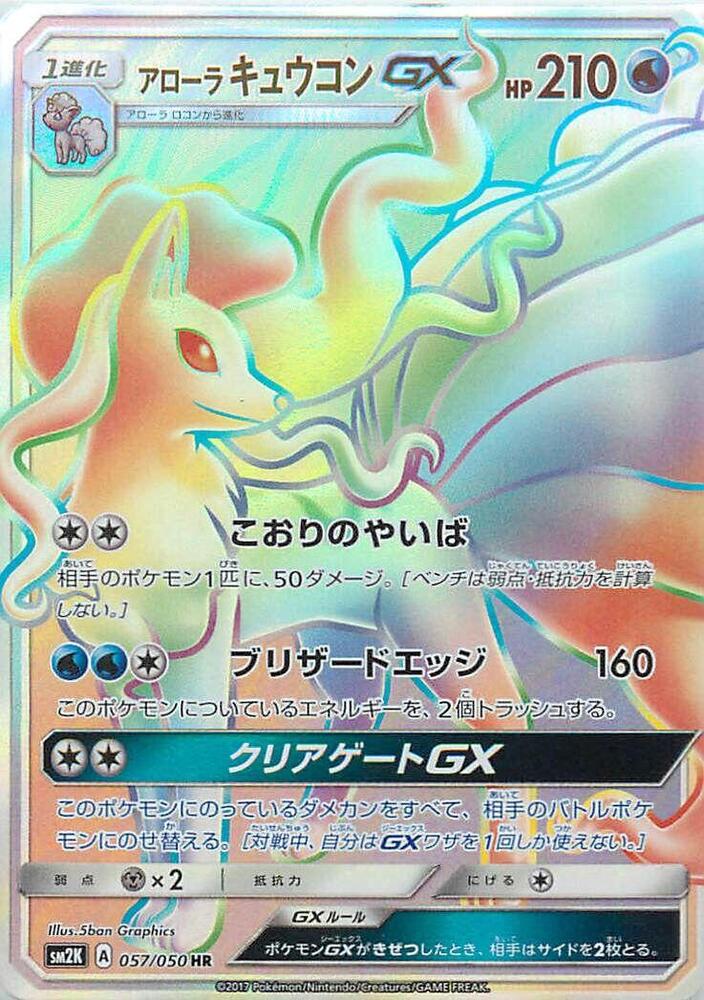 1進化
アローラ キュウコン GX HP 210
アローラ ロコンから進化
こおりのやいば
相手のポケモン1匹に、50ダメージ。[ベンチは弱点・抵抗力を計算
しない。]
ブリザードエッジ 160
このポケモンについているエネルギーを、2個トラッシュする。
クリアゲートGX
このポケモンにのっているダメカンをすべて、相手のバトルポケ
モンにのせ替える。[対戦中、自分はGXワザを1回しか使えない。]
弱点 ×2 抵抗力 にげる
Illus.5ban Graphics
GXルール
ポケモンGXがきぜつしたとき、相手はサイドを2枚とる。
SM2K A 057/050 HR
©2017 Pokémon/Nintendo/Creatures/GAME FREAK.